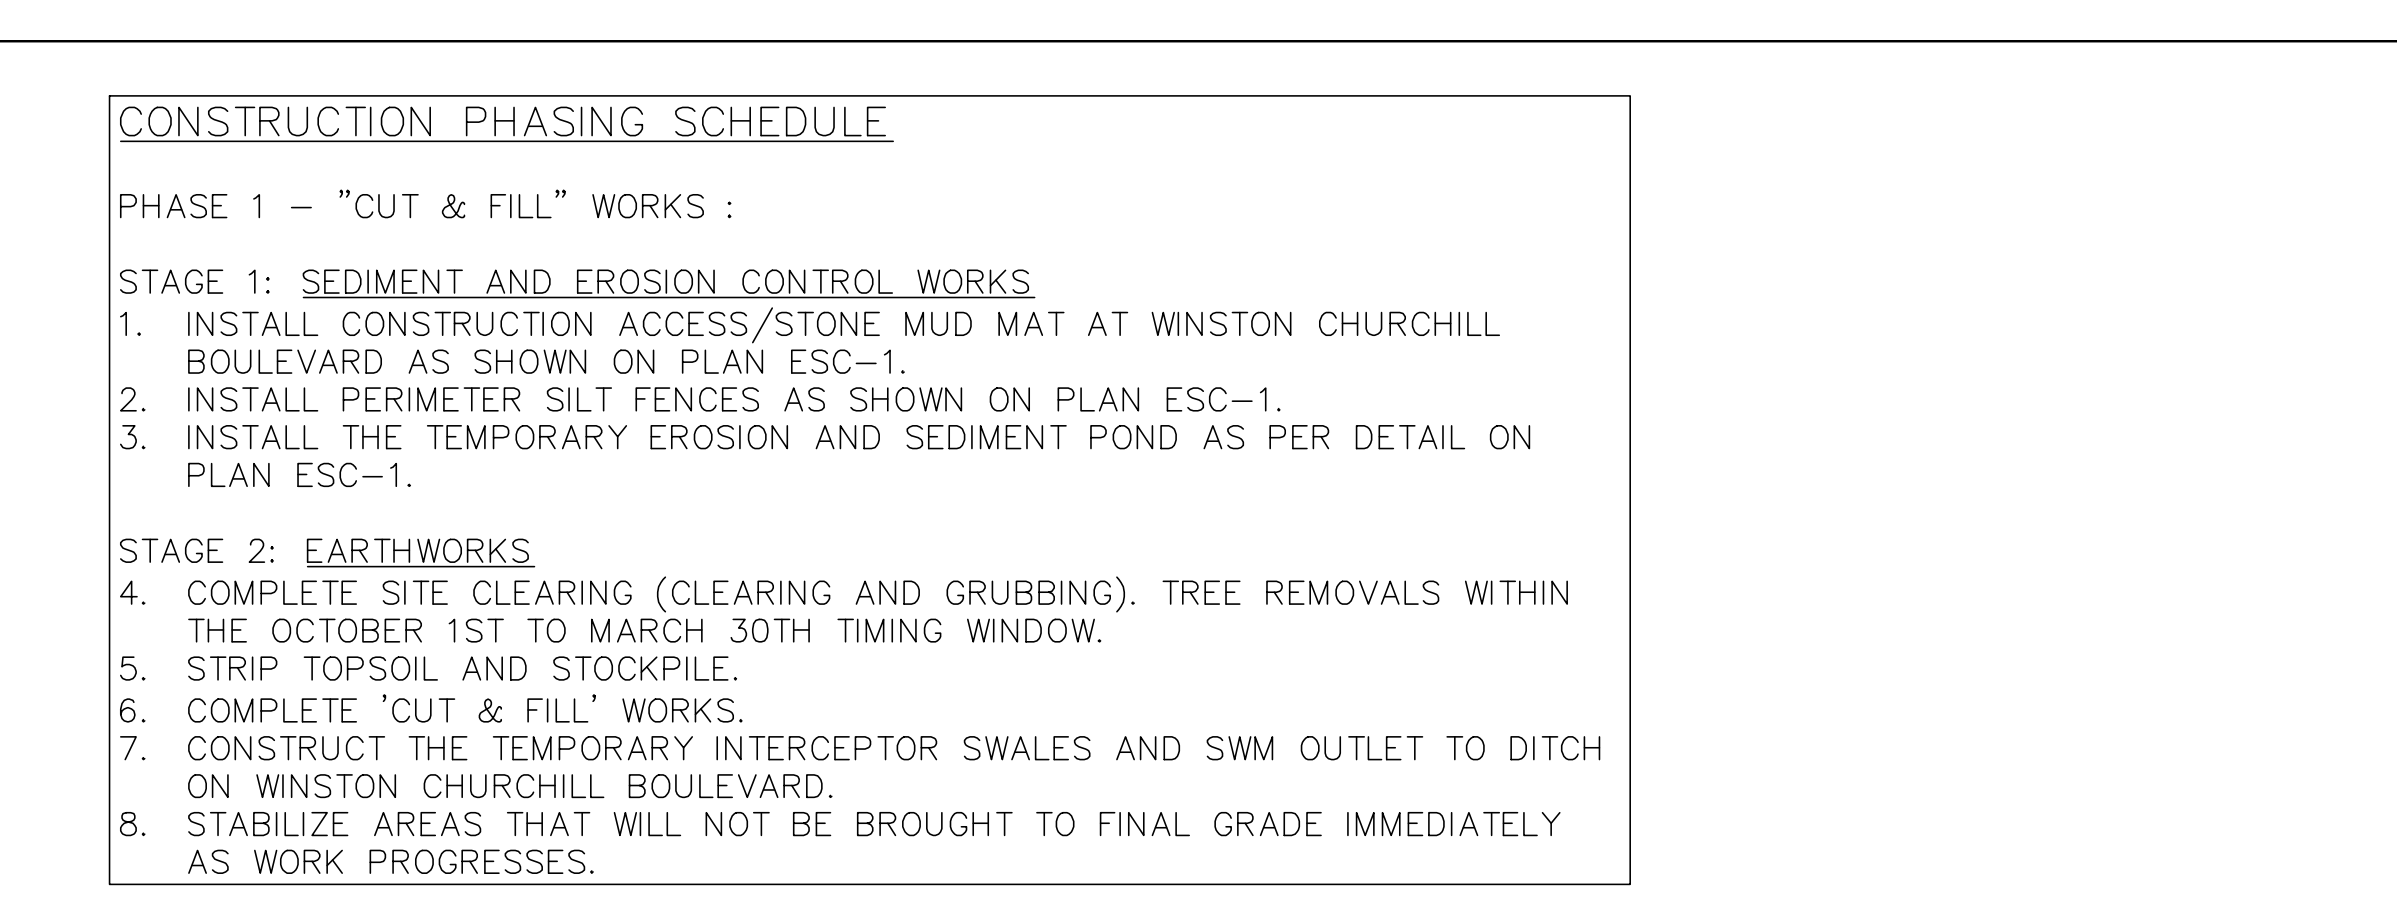 CONSTRUCTION PHASING SCHEDULE
PHASE 1 – "CUT & FILL" WORKS :
STAGE 1: SEDIMENT AND EROSION CONTROL WORKS
1. INSTALL CONSTRUCTION ACCESS/STONE MUD MAT AT WINSTON CHURCHILL
BOULEVARD AS SHOWN ON PLAN ESC–1.
2. INSTALL PERIMETER SILT FENCES AS SHOWN ON PLAN ESC–1.
3. INSTALL THE TEMPORARY EROSION AND SEDIMENT POND AS PER DETAIL ON
PLAN ESC–1.
STAGE 2: EARTHWORKS
4. COMPLETE SITE CLEARING (CLEARING AND GRUBBING). TREE REMOVALS WITHIN
THE OCTOBER 1ST TO MARCH 30TH TIMING WINDOW.
5. STRIP TOPSOIL AND STOCKPILE.
6. COMPLETE 'CUT & FILL' WORKS.
7. CONSTRUCT THE TEMPORARY INTERCEPTOR SWALES AND SWM OUTLET TO DITCH
ON WINSTON CHURCHILL BOULEVARD.
8. STABILIZE AREAS THAT WILL NOT BE BROUGHT TO FINAL GRADE IMMEDIATELY
AS WORK PROGRESSES.